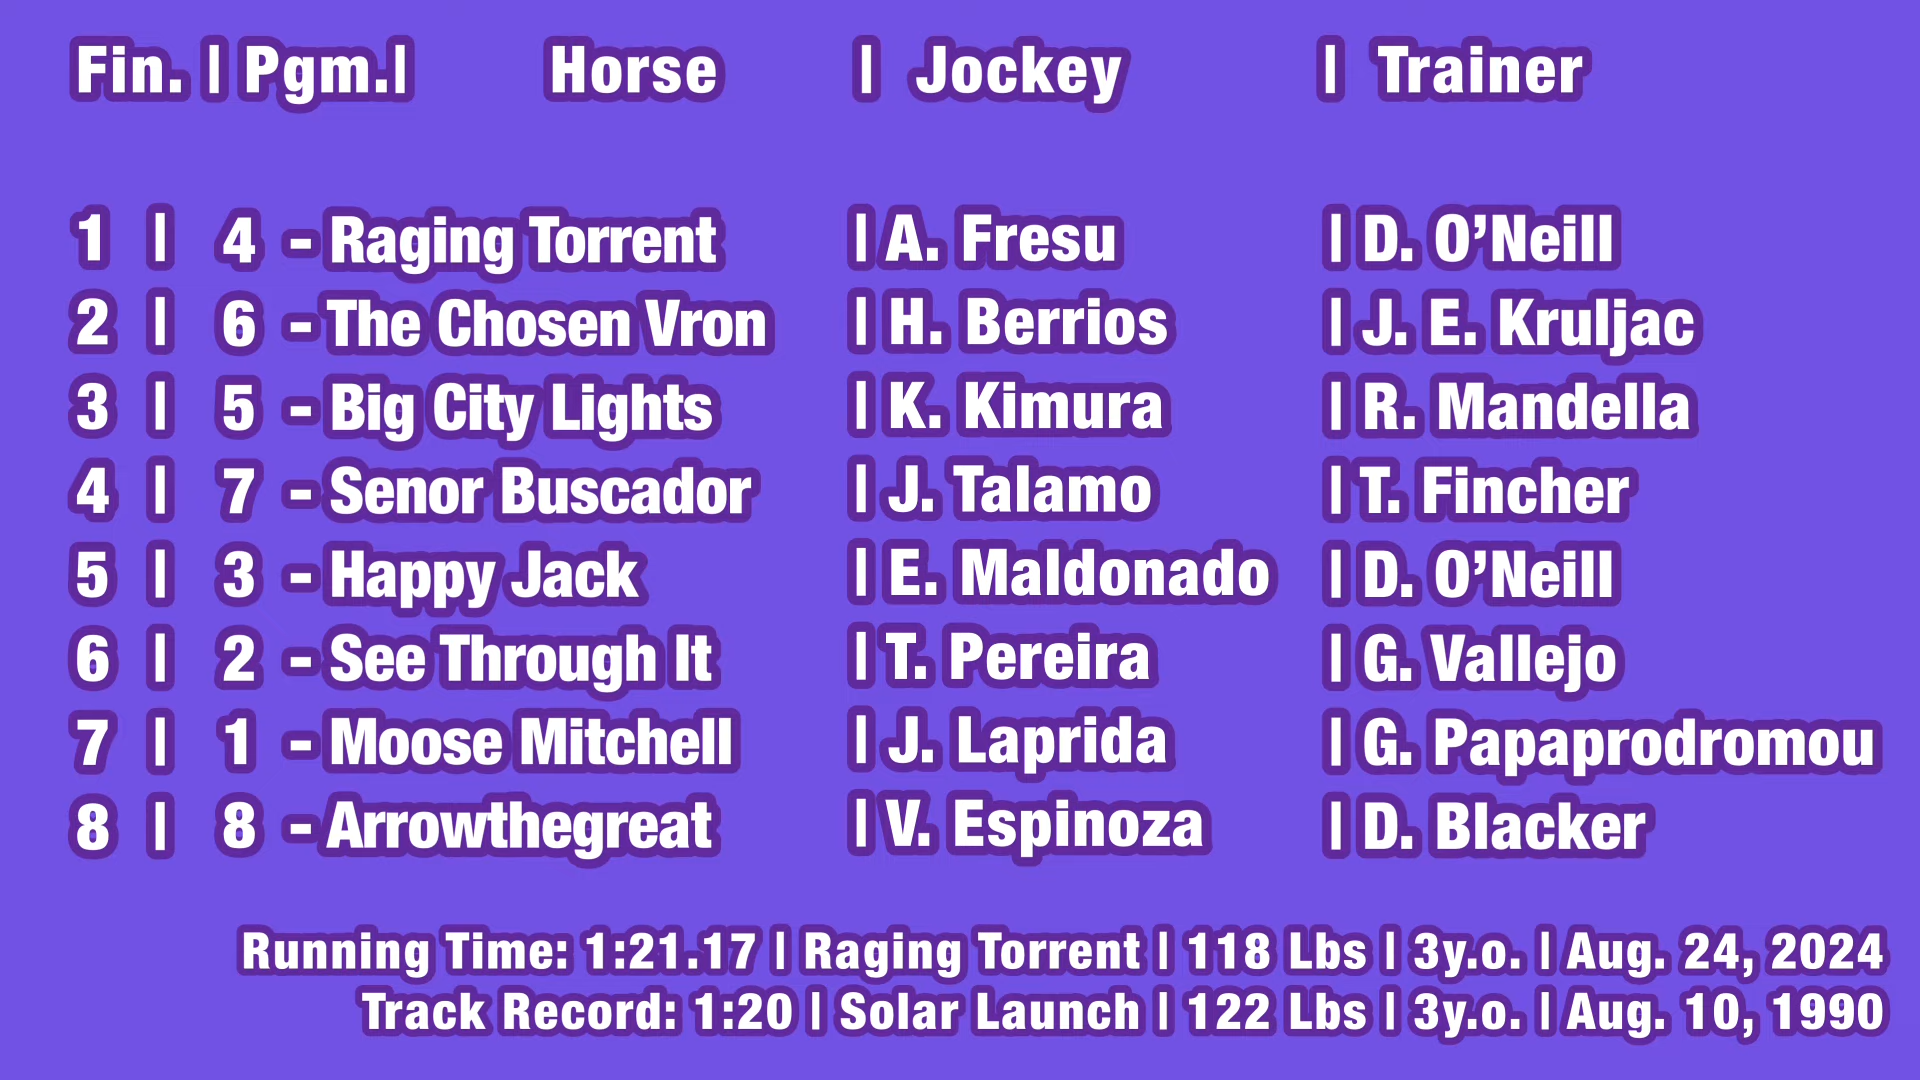 Fin. | Pgm.| Horse | Jockey | Trainer
1 | 4 - Raging Torrent | A. Fresu | D. O’Neill
2 | 6 - The Chosen Vron | H. Berrios | J. E. Kruljac
3 | 5 - Big City Lights | K. Kimura | R. Mandella
4 | 7 - Senor Buscador | J. Talamo | T. Fincher
5 | 3 - Happy Jack | E. Maldonado | D. O’Neill
6 | 2 - See Through It | T. Pereira | G. Vallejo
7 | 1 - Moose Mitchell | J. Laprida | G. Papaprodromou
8 | 8 - Arrowthegreat | V. Espinoza | D. Blacker
Running Time: 1:21.17 | Raging Torrent | 118 Lbs | 3y.o. | Aug. 24, 2024
Track Record: 1:20 | Solar Launch | 122 Lbs | 3y.o. | Aug. 10, 1990